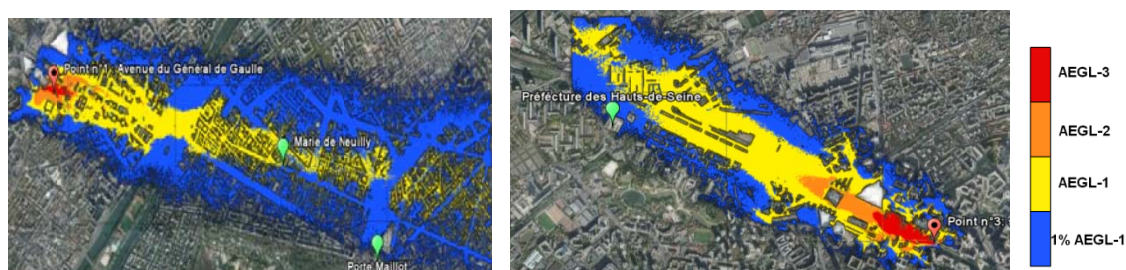 Point n°1 : Avenue du Général de Gaulle
Marie de Neuilly
Porte Maillot
Préfécture des Hauts-de-Seine
Point n°3:
AEGL-3
AEGL-2
AEGL-1
1% AEGL-1